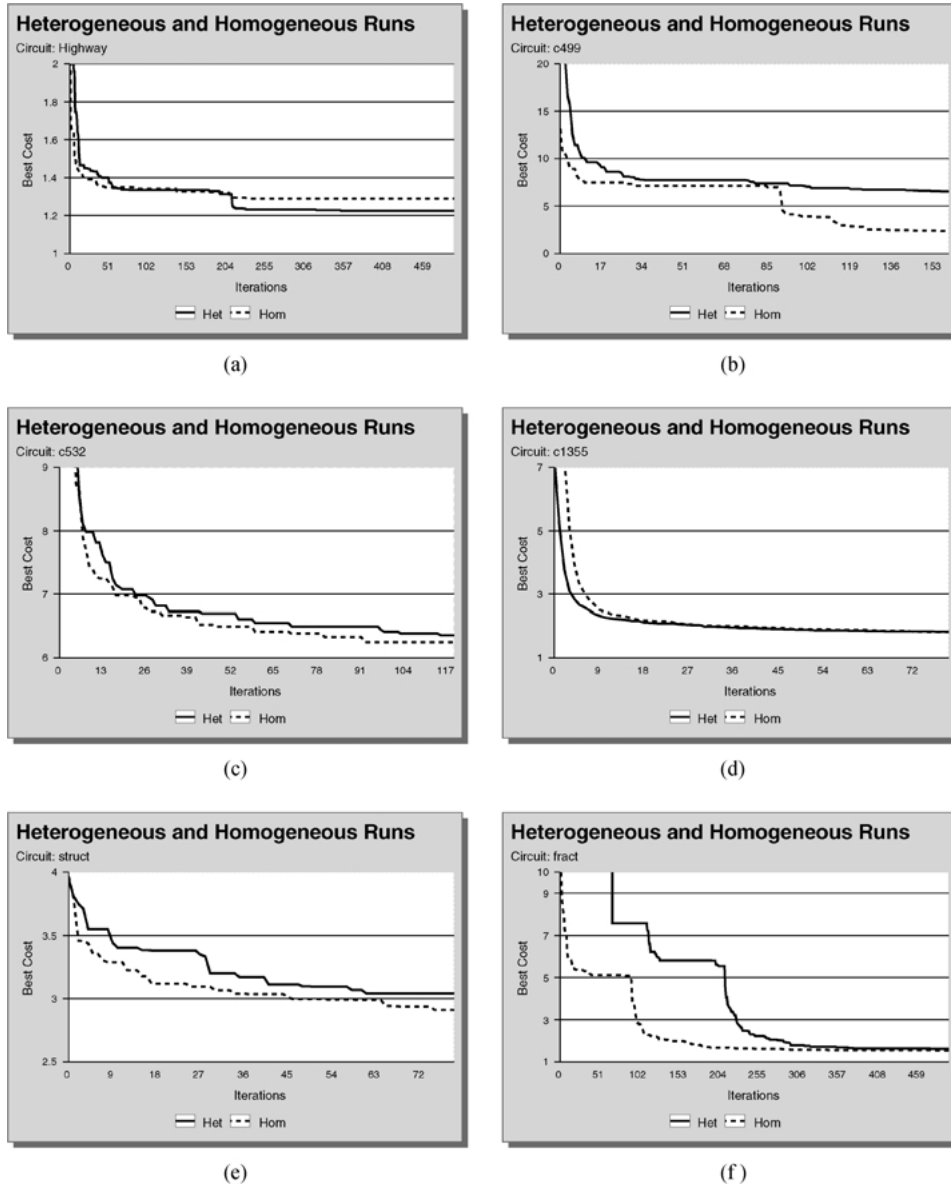 Heterogeneous and Homogeneous Runs
Circuit: Highway
2
1.8
1.6
1.4
1.2
1
Best Cost
0 51 102 153 204 255 306 357 408 459
Iterations
Het Hom
(a)
Heterogeneous and Homogeneous Runs
Circuit: c499
20
15
10
5
0
Best Cost
0 17 34 51 68 85 102 119 136 153
Iterations
Het Hom
(b)
Heterogeneous and Homogeneous Runs
Circuit: c532
9
8
7
6
Best Cost
0 13 26 39 52 65 78 91 104 117
Iterations
Het Hom
(c)
Heterogeneous and Homogeneous Runs
Circuit: c1355
7
5
3
1
Best Cost
0 9 18 27 36 45 54 63 72
Iterations
Het Hom
(d)
Heterogeneous and Homogeneous Runs
Circuit: struct
4
3.5
3
2.5
Best Cost
0 9 18 27 36 45 54 63 72
Iterations
Het Hom
(e)
Heterogeneous and Homogeneous Runs
Circuit: fract
10
9
7
5
3
1
Best Cost
0 51 102 153 204 255 306 357 408 459
Iterations
Het Hom
(f)